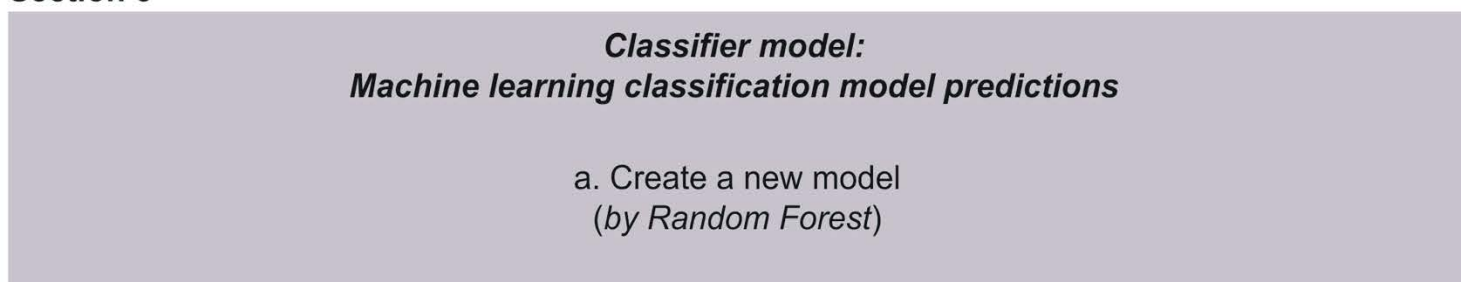 Classifier model:
Machine learning classification model predictions
a. Create a new model
(by Random Forest)